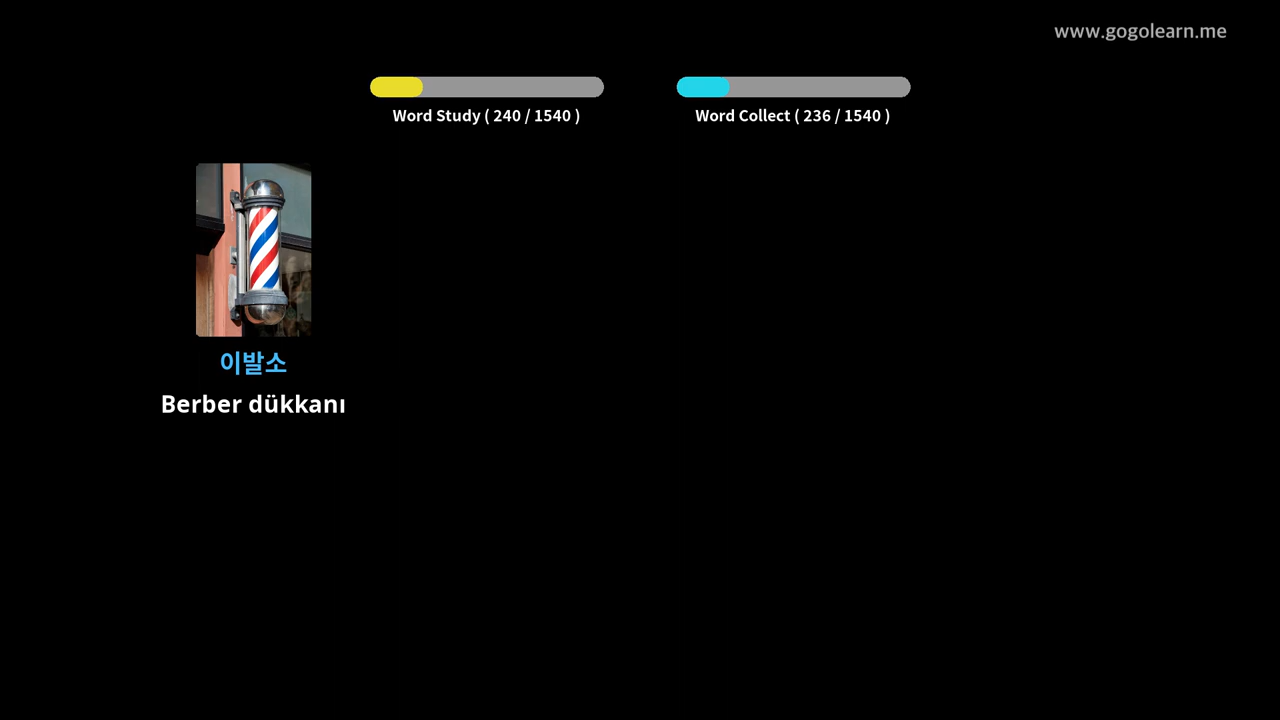 www.gogolearn.me
Word Study ( 240 / 1540 )
Word Collect ( 236 / 1540 )
이발소
Berber dükkanı